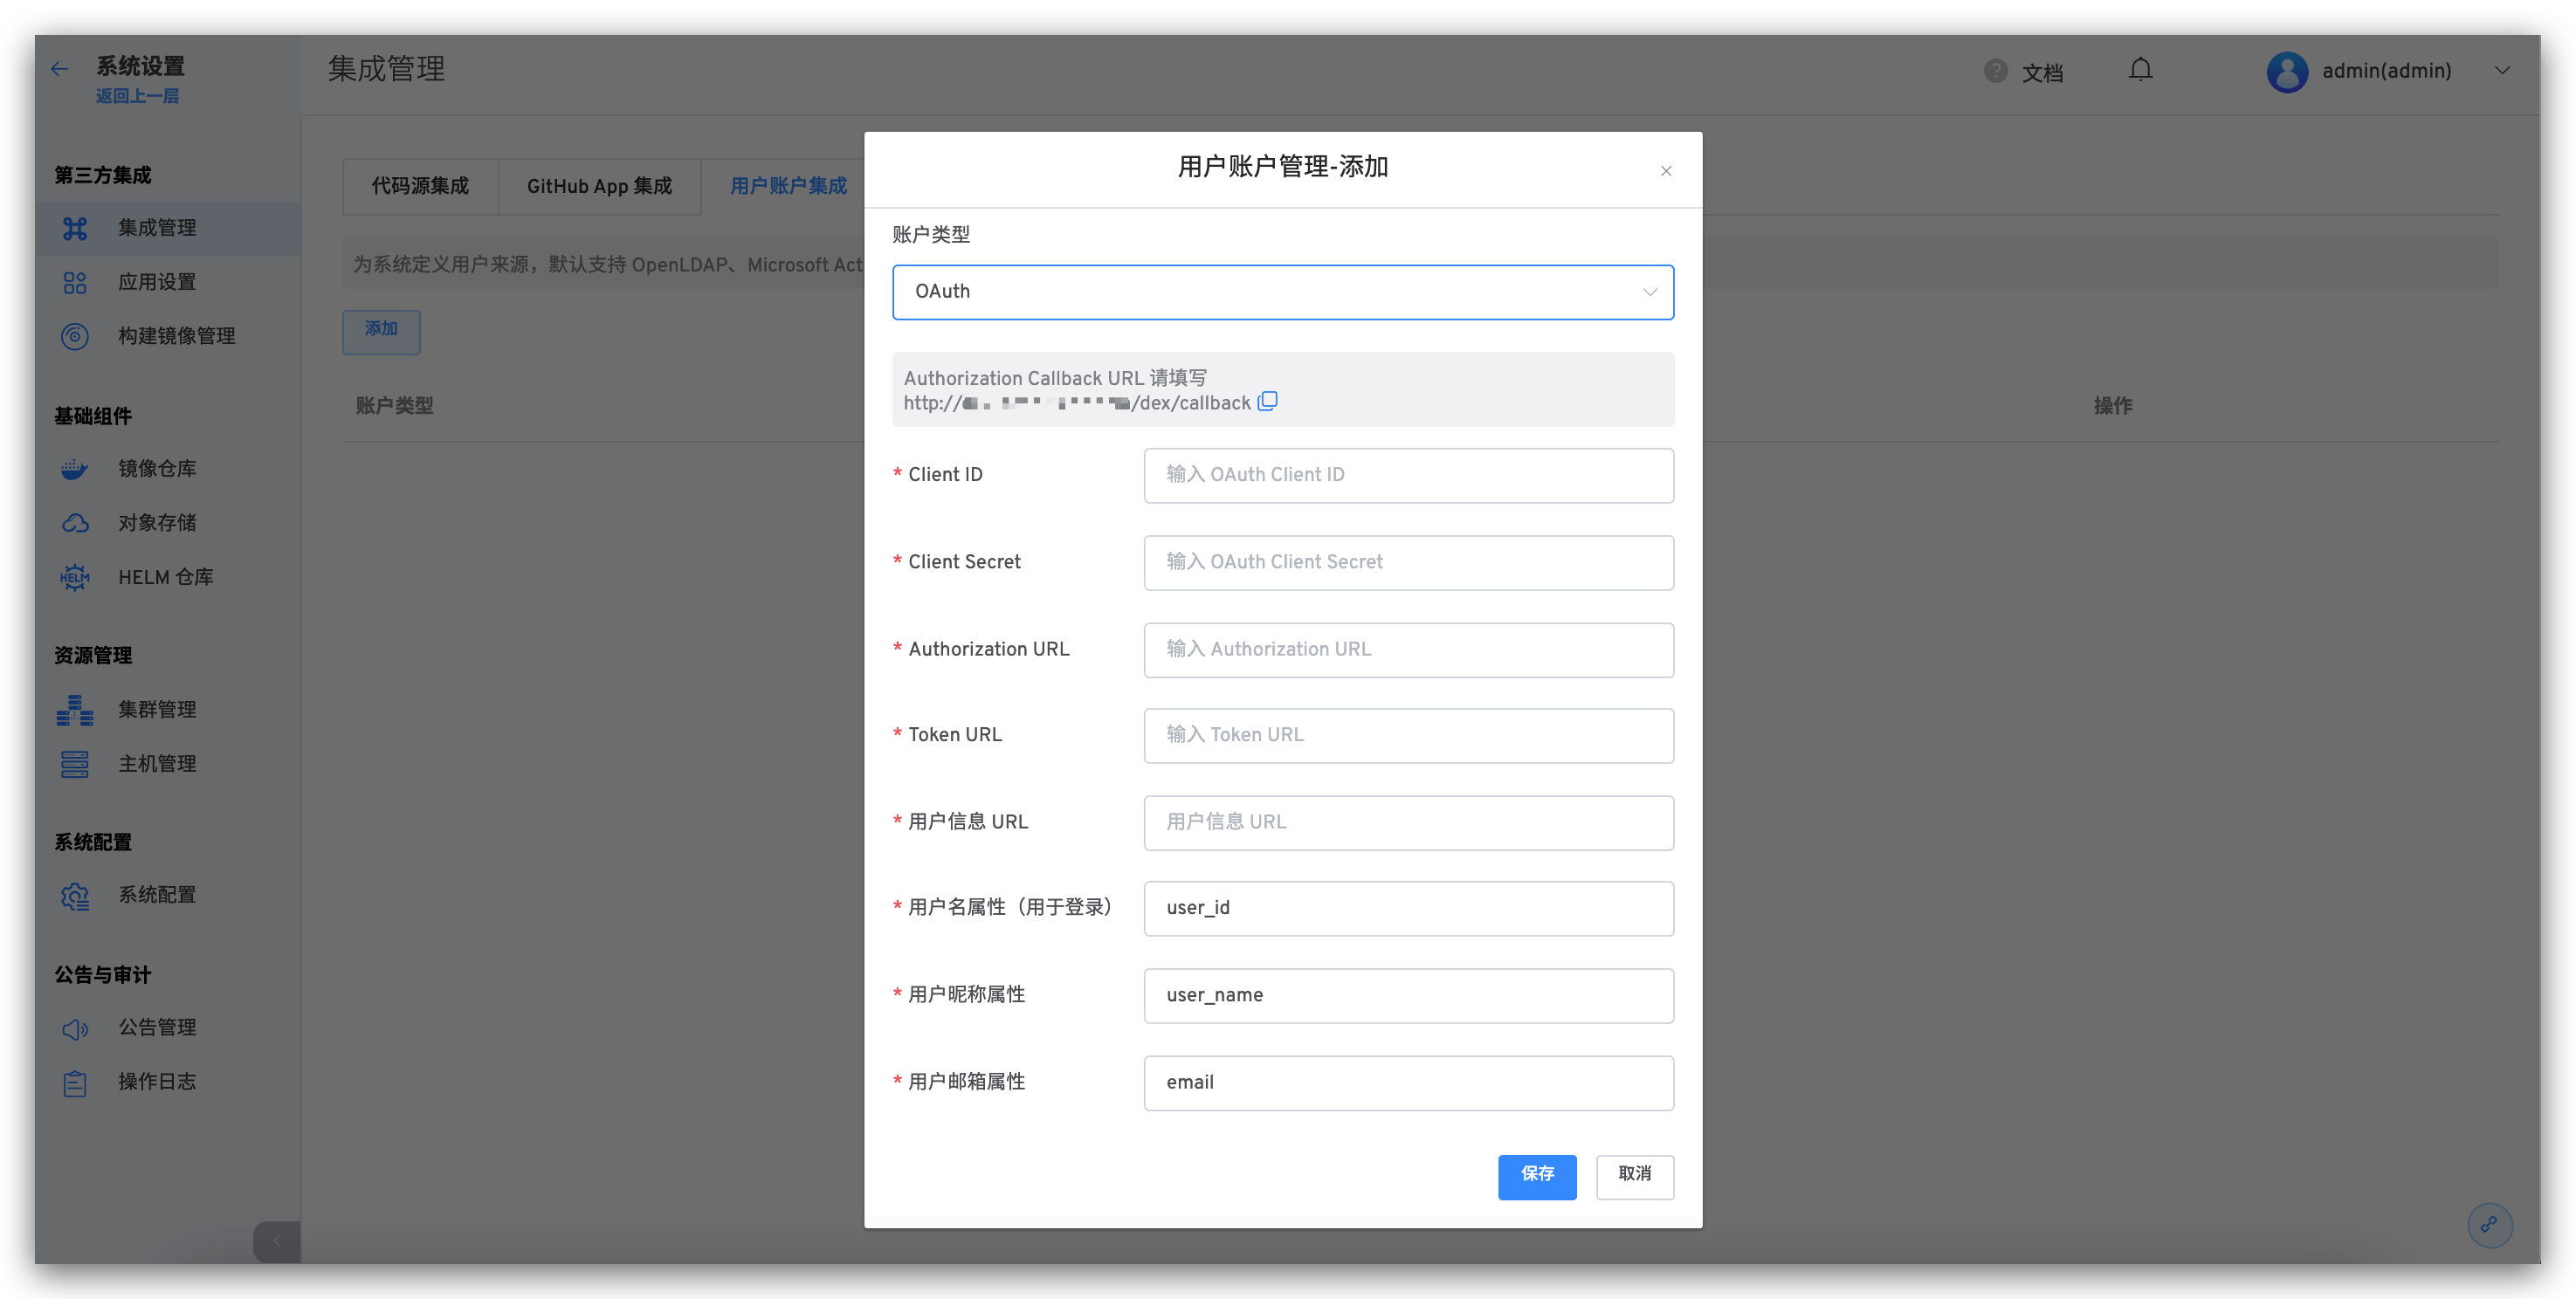 系统设置
返回上一层
第三方集成
集成管理
应用设置
构建镜像管理
基础组件
镜像仓库
对象存储
HELM 仓库
资源管理
集群管理
主机管理
系统配置
系统配置
公告与审计
公告管理
操作日志
集成管理
文档
admin(admin)
代码源集成
GitHub App 集成
用户账户集成
为系统定义用户来源，默认支持 OpenLDAP、Microsoft Act
添加
账户类型
操作
用户账户管理-添加
账户类型
OAuth
Authorization Callback URL 请填写
http:// /dex/callback
* Client ID
输入 OAuth Client ID
* Client Secret
输入 OAuth Client Secret
* Authorization URL
输入 Authorization URL
* Token URL
输入 Token URL
* 用户信息 URL
用户信息 URL
* 用户名属性（用于登录）
user_id
* 用户昵称属性
user_name
* 用户邮箱属性
email
保存
取消